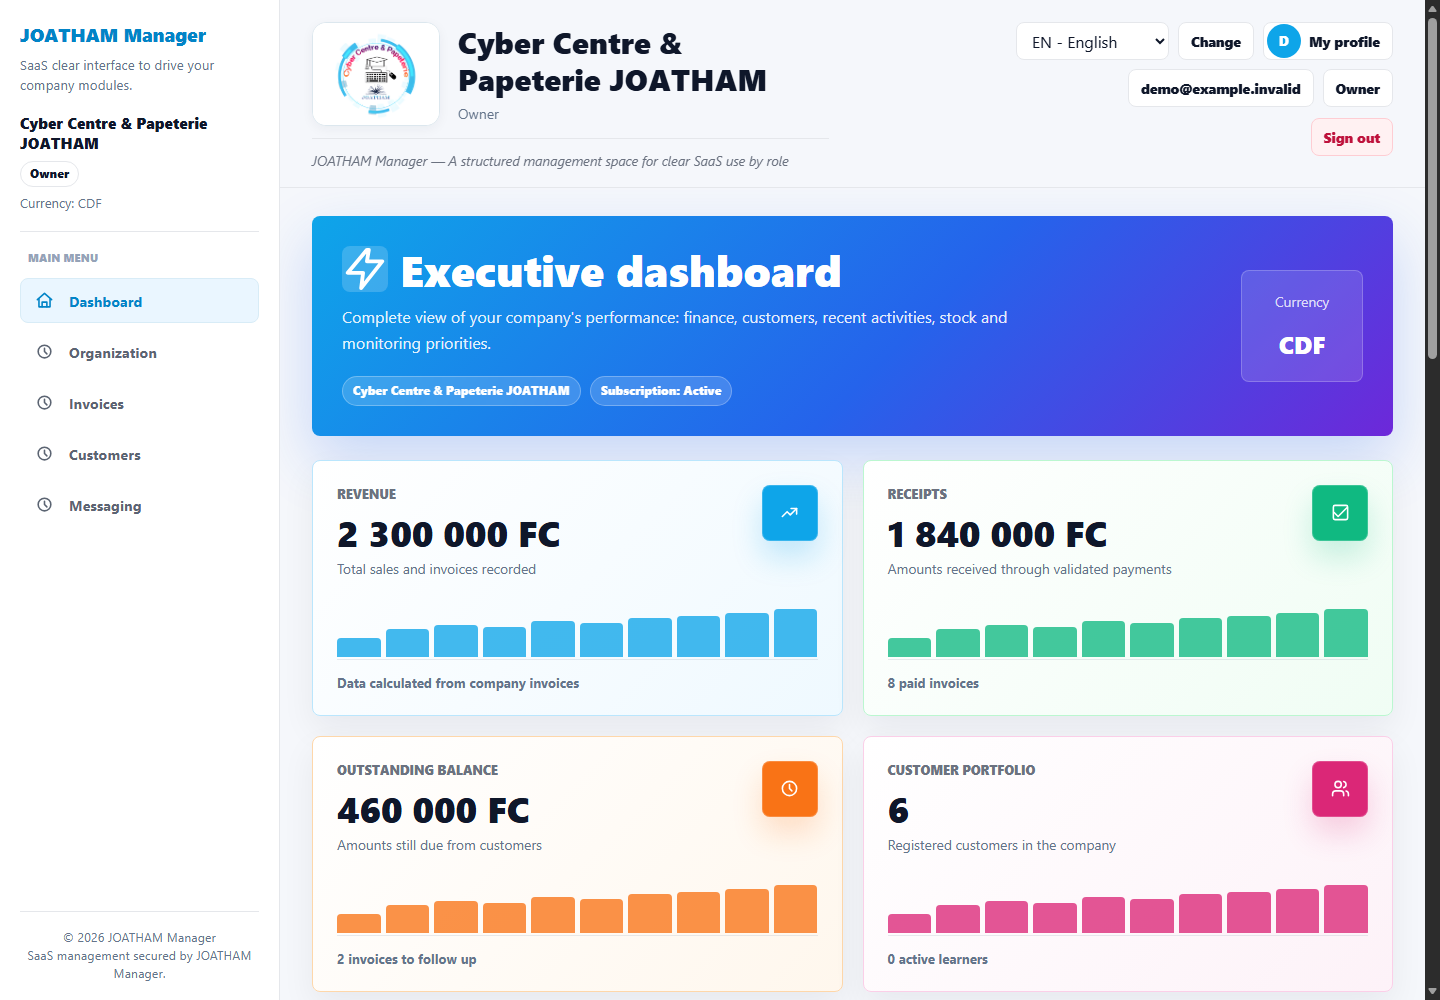 JOATHAM Manager
SaaS clear interface to drive your
company modules.
Cyber Centre & Papeterie
JOATHAM
Owner
Currency: CDF
MAIN MENU
Dashboard
Organization
Invoices
Customers
Messaging
© 2026 JOATHAM Manager
SaaS management secured by JOATHAM
Manager.
Cyber Centre & Papeterie
JOATHAM
Cyber Centre &
Papeterie JOATHAM
Owner
JOATHAM Manager — A structured management space for clear SaaS use by role
EN - English
Change
D
My profile
demo@example.invalid
Owner
Sign out
Executive dashboard
Complete view of your company's performance: finance, customers, recent activities, stock and
monitoring priorities.
Cyber Centre & Papeterie JOATHAM
Subscription: Active
Currency
CDF
REVENUE
2 300 000 FC
Total sales and invoices recorded
Data calculated from company invoices
RECEIPTS
1 840 000 FC
Amounts received through validated payments
8 paid invoices
OUTSTANDING BALANCE
460 000 FC
Amounts still due from customers
2 invoices to follow up
CUSTOMER PORTFOLIO
6
Registered customers in the company
0 active learners